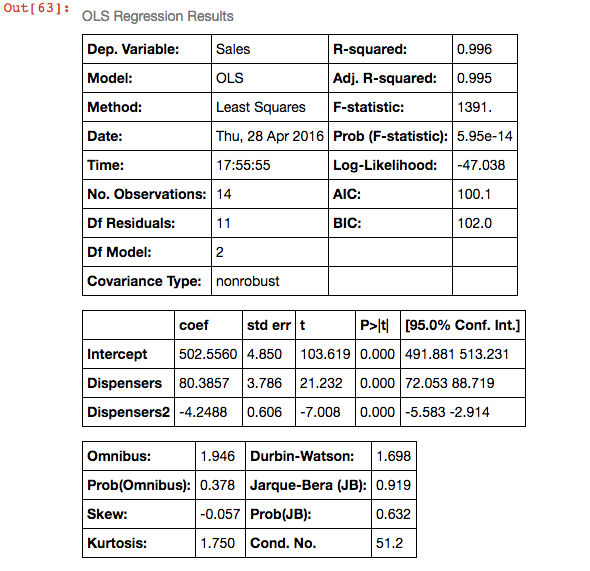 Out[63]: OLS Regression Results
Dep. Variable: Sales R-squared: 0.996
Model: OLS Adj. R-squared: 0.995
Method: Least Squares F-statistic: 1391.
Date: Thu, 28 Apr 2016 Prob (F-statistic): 5.95e-14
Time: 17:55:55 Log-Likelihood: -47.038
No. Observations: 14 AIC: 100.1
Df Residuals: 11 BIC: 102.0
Df Model: 2
Covariance Type: nonrobust
coef std err t P>|t| [95.0% Conf. Int.]
Intercept 502.5560 4.850 103.619 0.000 491.881 513.231
Dispensers 80.3857 3.786 21.232 0.000 72.053 88.719
Dispensers2 -4.2488 0.606 -7.008 0.000 -5.583 -2.914
Omnibus: 1.946 Durbin-Watson: 1.698
Prob(Omnibus): 0.378 Jarque-Bera (JB): 0.919
Skew: -0.057 Prob(JB): 0.632
Kurtosis: 1.750 Cond. No. 51.2